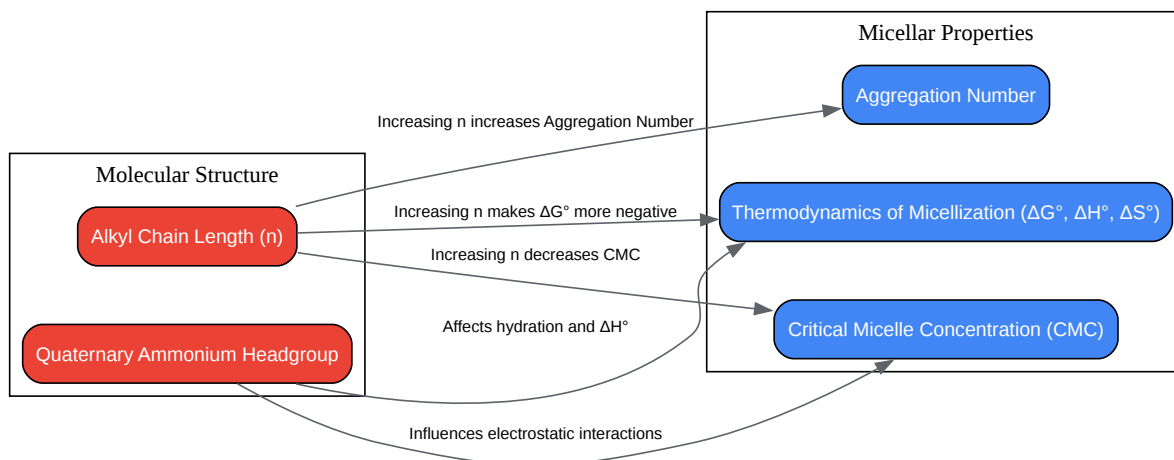 Micellar Properties
Aggregation Number
Increasing n increases Aggregation Number
Molecular Structure
Alkyl Chain Length (n)
Increasing n makes ΔG° more negative
Thermodynamics of Micellization (ΔG°, ΔH°, ΔS°)
Increasing n decreases CMC
Affects hydration and ΔH°
Critical Micelle Concentration (CMC)
Quaternary Ammonium Headgroup
Influences electrostatic interactions